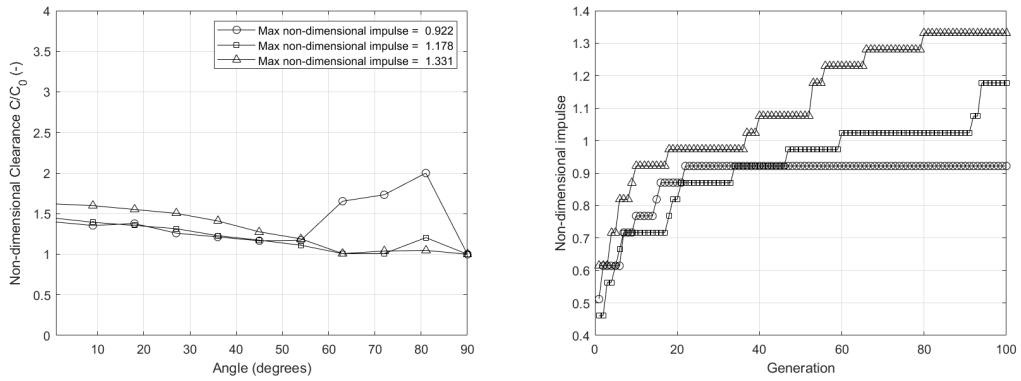 4
3.5
3
2.5
2
1.5
1
0.5
0
Non-dimensional Clearance C/C0 (-)
Max non-dimensional impulse = 0.922
Max non-dimensional impulse = 1.178
Max non-dimensional impulse = 1.331
10 20 30 40 50 60 70 80 90
Angle (degrees)
1.4
1.3
1.2
1.1
1
0.9
0.8
0.7
0.6
0.5
0.4
Non-dimensional impulse
0 20 40 60 80 100
Generation